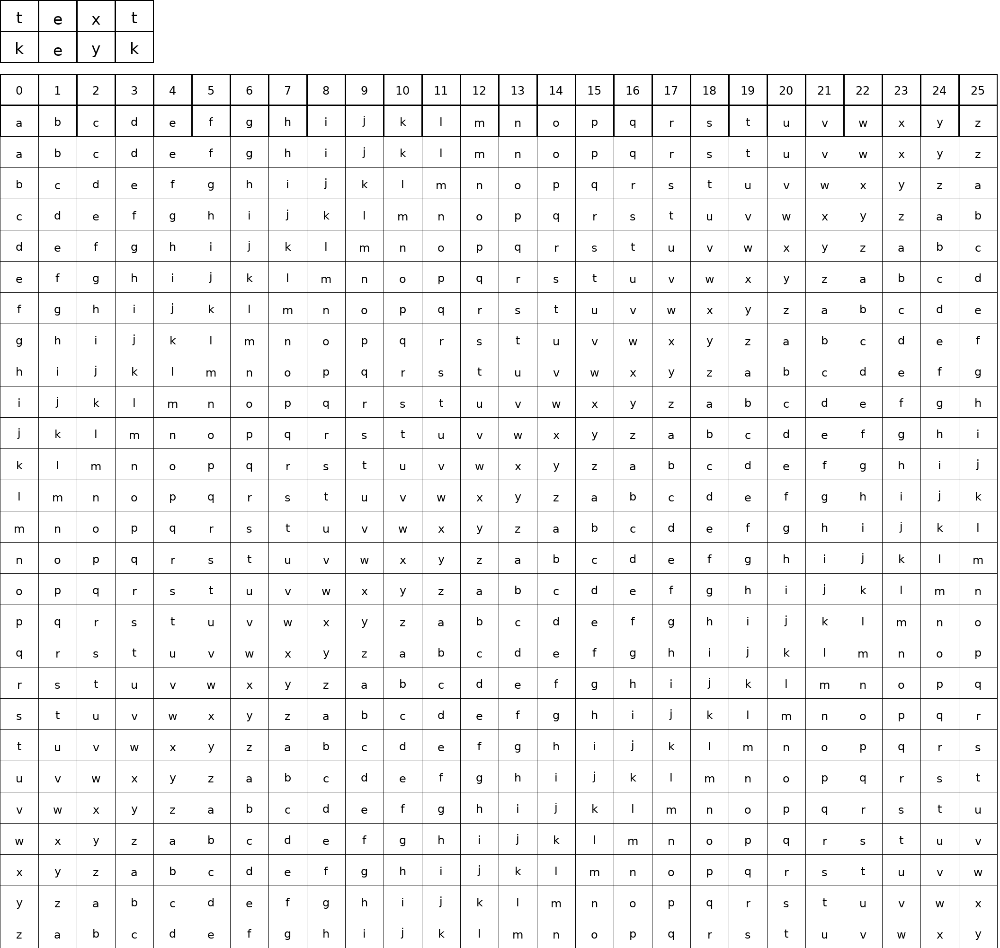 t e x t
k e y k
0 1 2 3 4 5 6 7 8 9 10 11 12 13 14 15 16 17 18 19 20 21 22 23 24 25
a b c d e f g h i j k l m n o p q r s t u v w x y z
a b c d e f g h i j k l m n o p q r s t u v w x y z
b c d e f g h i j k l m n o p q r s t u v w x y z a
c d e f g h i j k l m n o p q r s t u v w x y z a b
d e f g h i j k l m n o p q r s t u v w x y z a b c
e f g h i j k l m n o p q r s t u v w x y z a b c d
f g h i j k l m n o p q r s t u v w x y z a b c d e
g h i j k l m n o p q r s t u v w x y z a b c d e f
h i j k l m n o p q r s t u v w x y z a b c d e f g
i j k l m n o p q r s t u v w x y z a b c d e f g h
j k l m n o p q r s t u v w x y z a b c d e f g h i
k l m n o p q r s t u v w x y z a b c d e f g h i j
l m n o p q r s t u v w x y z a b c d e f g h i j k
m n o p q r s t u v w x y z a b c d e f g h i j k l
n o p q r s t u v w x y z a b c d e f g h i j k l m
o p q r s t u v w x y z a b c d e f g h i j k l m n
p q r s t u v w x y z a b c d e f g h i j k l m n o
q r s t u v w x y z a b c d e f g h i j k l m n o p
r s t u v w x y z a b c d e f g h i j k l m n o p q
s t u v w x y z a b c d e f g h i j k l m n o p q r
t u v w x y z a b c d e f g h i j k l m n o p q r s
u v w x y z a b c d e f g h i j k l m n o p q r s t
v w x y z a b c d e f g h i j k l m n o p q r s t u
w x y z a b c d e f g h i j k l m n o p q r s t u v
x y z a b c d e f g h i j k l m n o p q r s t u v w
y z a b c d e f g h i j k l m n o p q r s t u v w x
z a b c d e f g h i j k l m n o p q r s t u v w x y